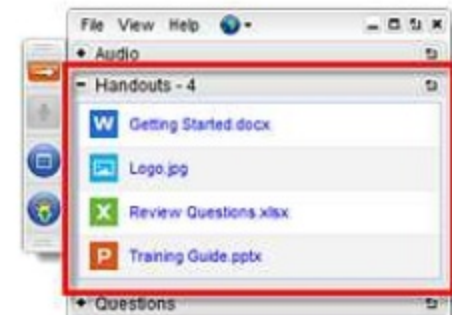 File View Help
Audio
Handouts - 4
W Getting Started.docx
Logo.jpg
X Review Questions.xlsx
P Training Guide.pptx
Questions